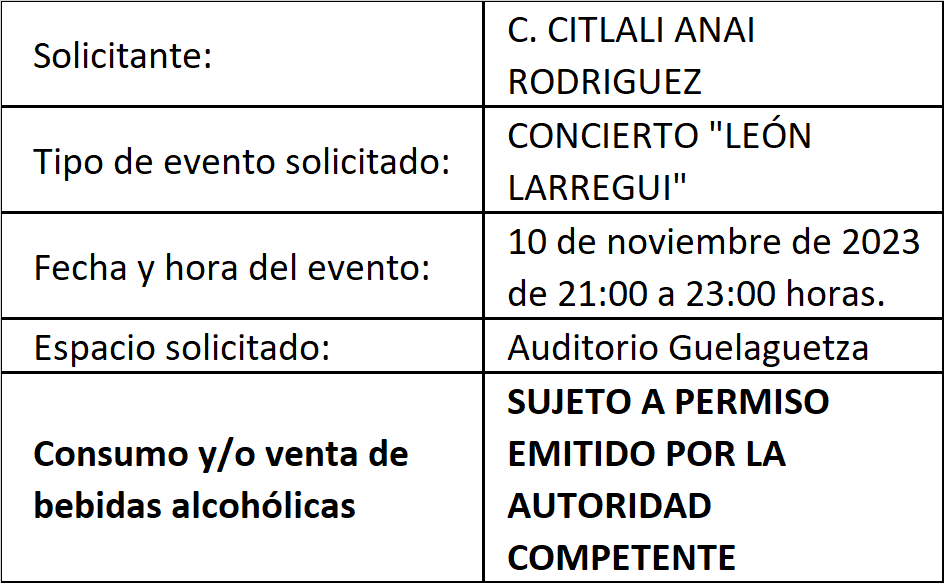 Solicitante:
C. CITLALI ANAI
RODRIGUEZ
Tipo de evento solicitado:
CONCIERTO "LEÓN
LARREGUI"
Fecha y hora del evento:
10 de noviembre de 2023
de 21:00 a 23:00 horas.
Espacio solicitado:
Auditorio Guelaguetza
Consumo y/o venta de
bebidas alcohólicas
SUJETO A PERMISO
EMITIDO POR LA
AUTORIDAD
COMPETENTE